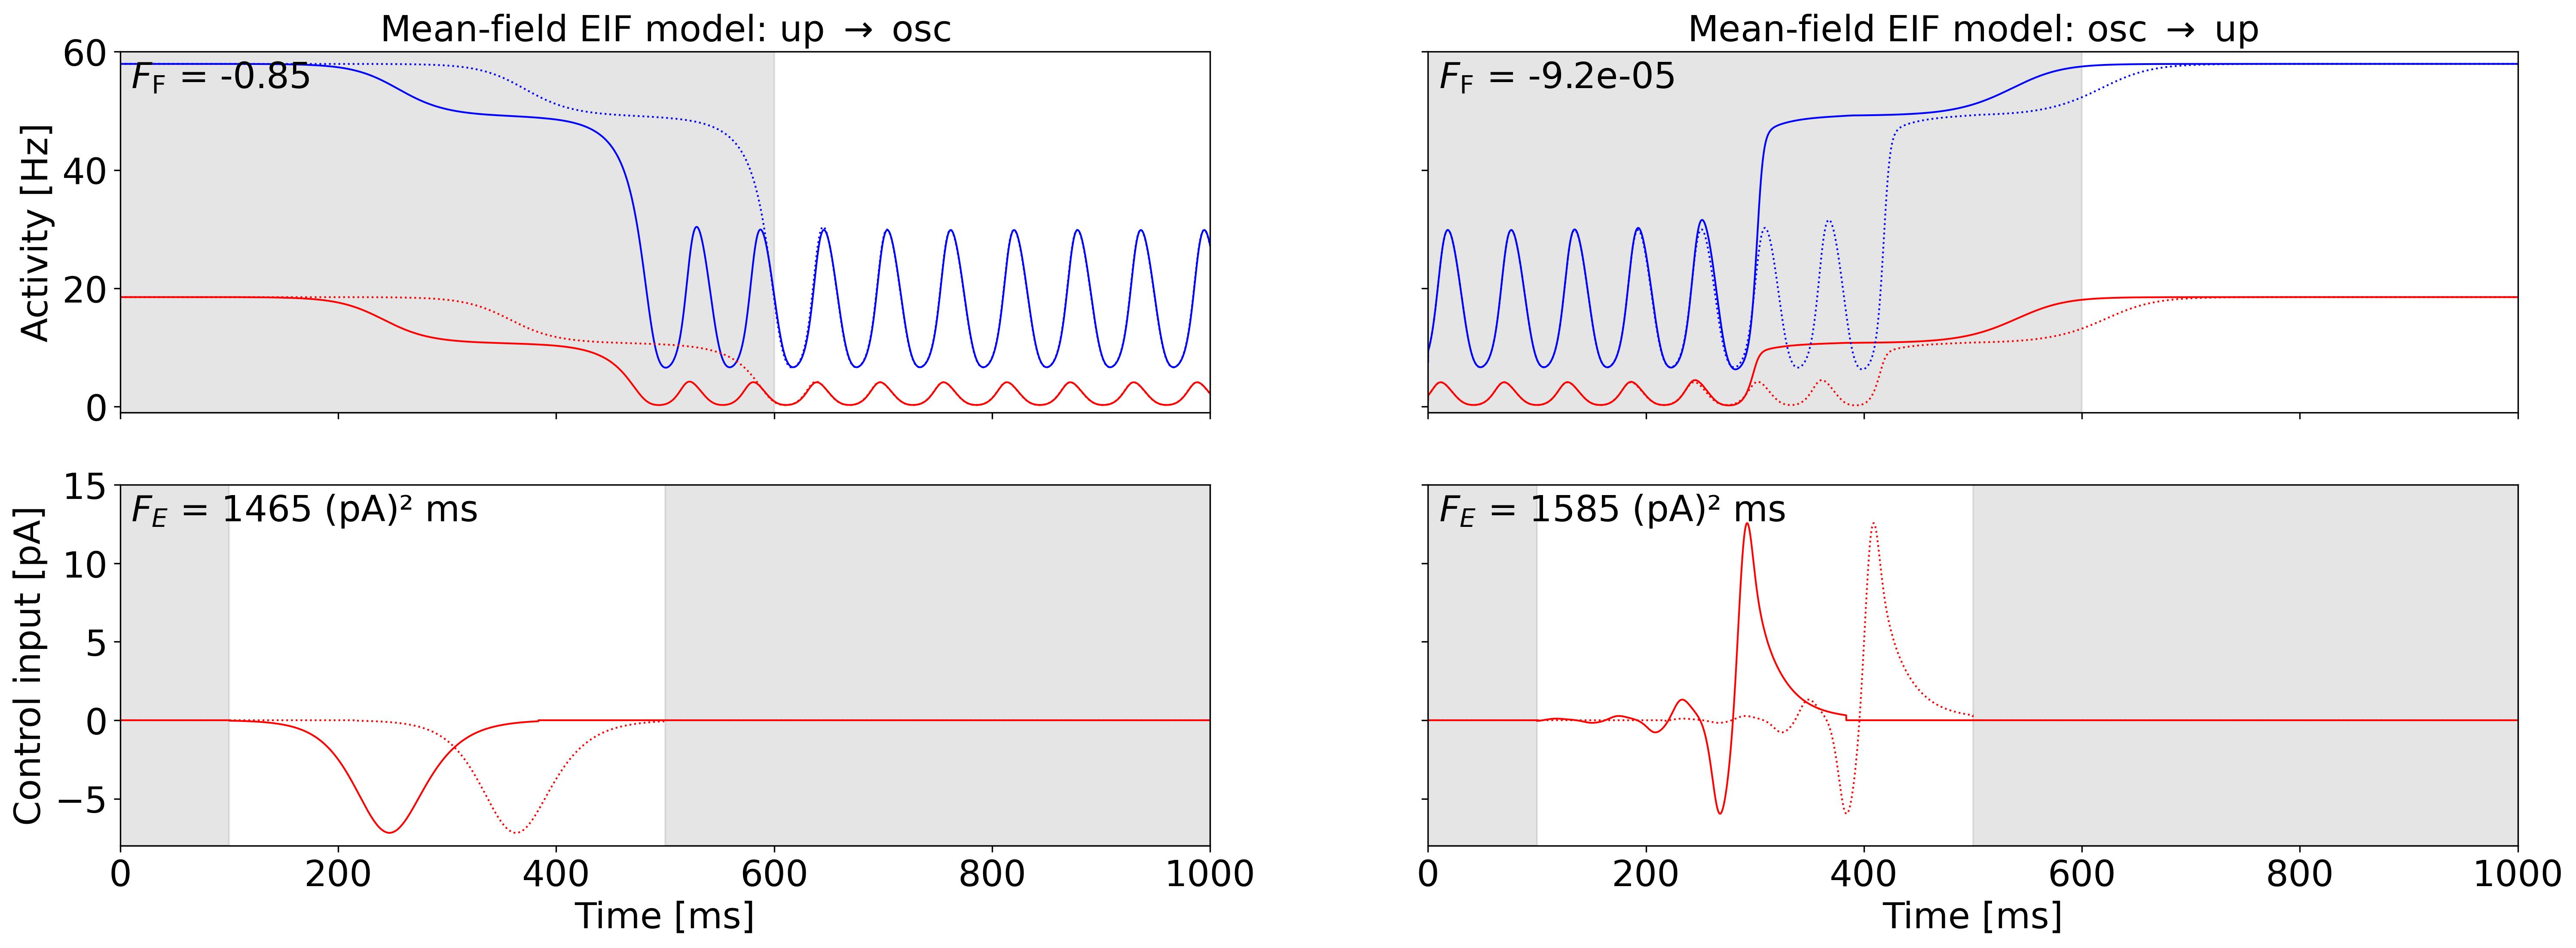 Mean-field EIF model: up → osc
Mean-field EIF model: osc → up
F_F = -0.85
F_F = -9.2e-05
Activity [Hz]
60
40
20
0
F_E = 1465 (pA)² ms
F_E = 1585 (pA)² ms
Control input [pA]
15
10
5
0
−5
0 200 400 600 800 1000
0 200 400 600 800 1000
Time [ms]
Time [ms]